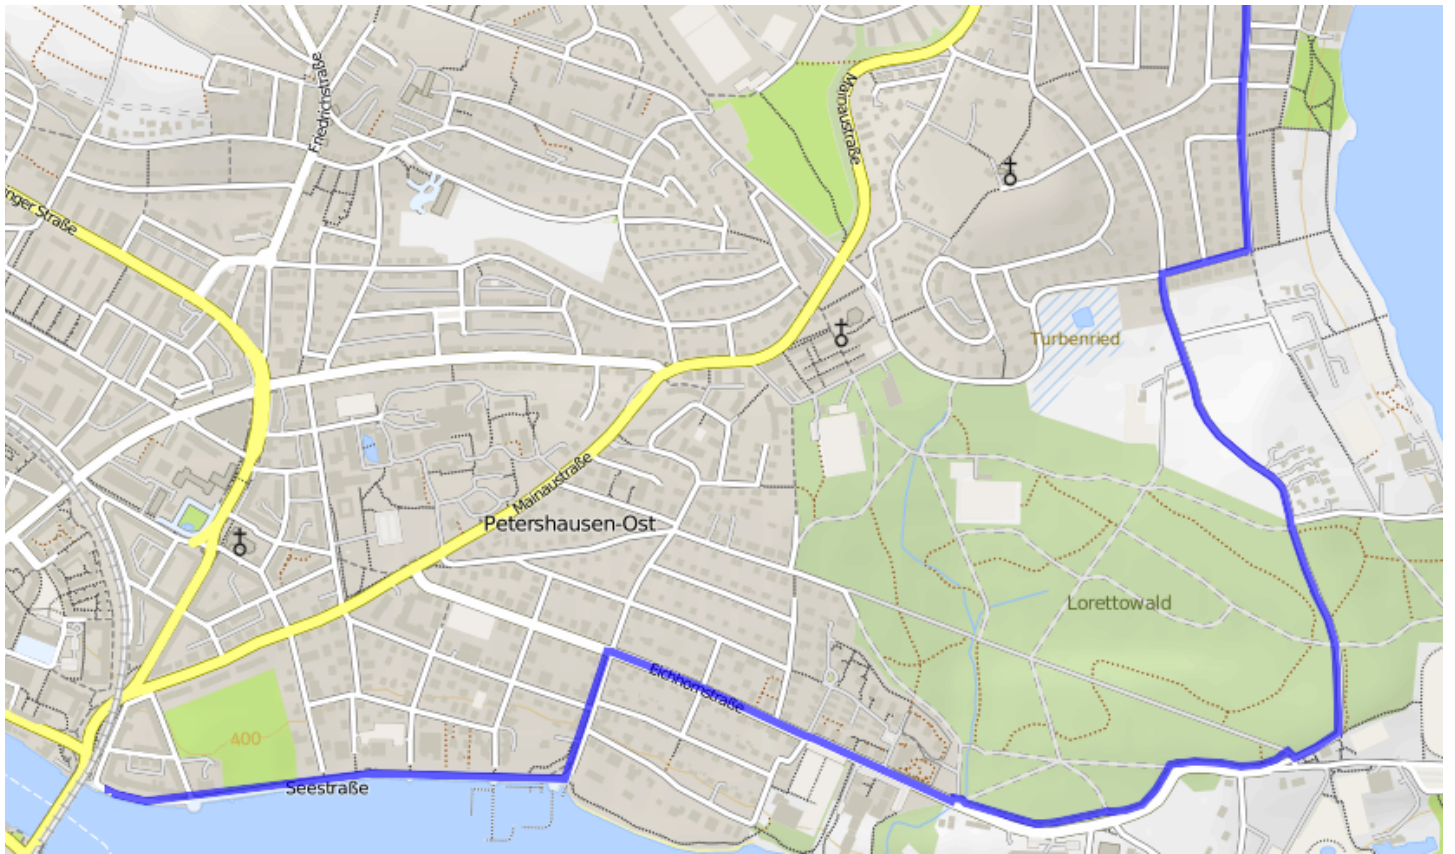 Friedrichstraße
Mainaustraße
inger Straße
Turbenried
Mainaustraße
Petershausen-Ost
Lorettowald
Eichhornstraße
400
Seestraße